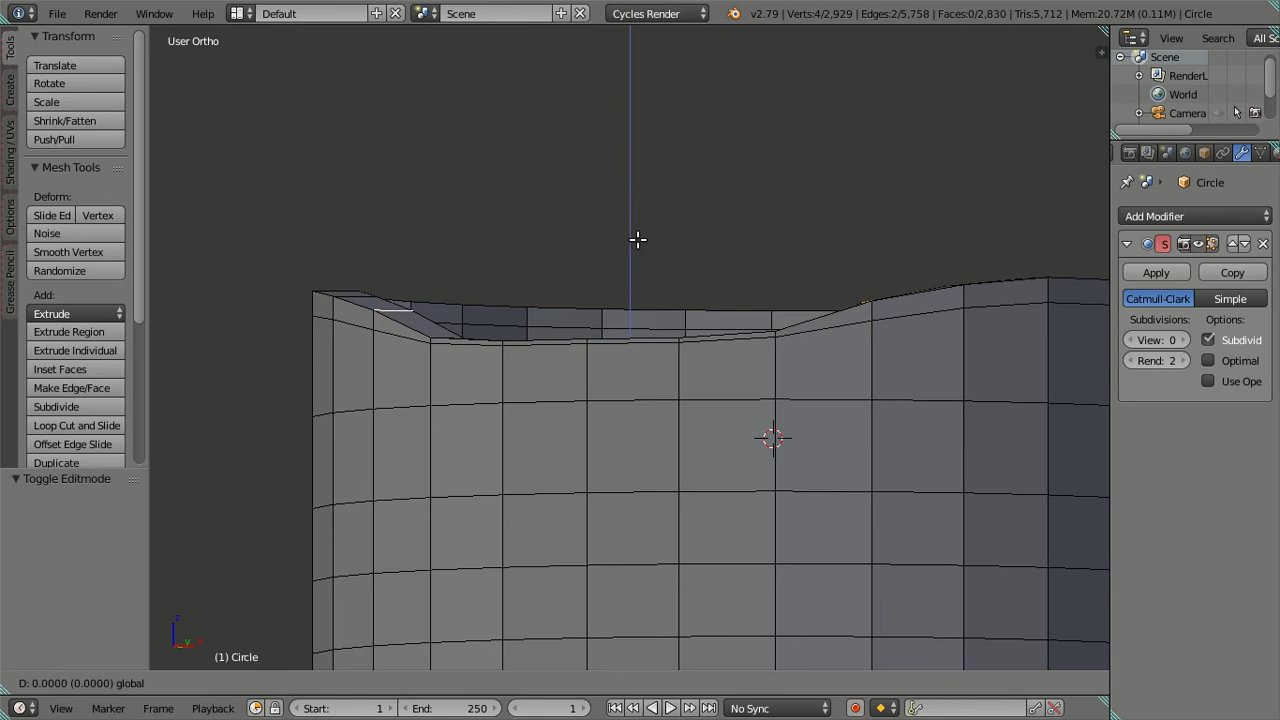 File Render Window Help Default Scene Cycles Render v2.79 | Verts:4/2,929 | Edges:2/5,758 | Faces:0/2,830 | Tris:5,712 | Mem:20.72M (0.11M) | Circle
Tools
Create
Shading / UVs
Options
Grease Pencil
Transform
Translate
Rotate
Scale
Shrink/Fatten
Push/Pull
Mesh Tools
Deform:
Slide Ed Vertex
Noise
Smooth Vertex
Randomize
Add:
Extrude
Extrude Region
Extrude Individual
Inset Faces
Make Edge/Face
Subdivide
Loop Cut and Slide
Offset Edge Slide
Duplicate
Toggle Editmode
User Ortho
z
y
x
(1) Circle
D: 0.0000 (0.0000) global
View Search All Sc
Scene
RenderL
World
Camera
Circle
Add Modifier
S
Apply Copy
Catmull-Clark Simple
Subdivisions: Options:
View: 0 Subdivid
Rend: 2 Optimal
Use Ope
View Marker Frame Playback Start: 1 End: 250 1 No Sync